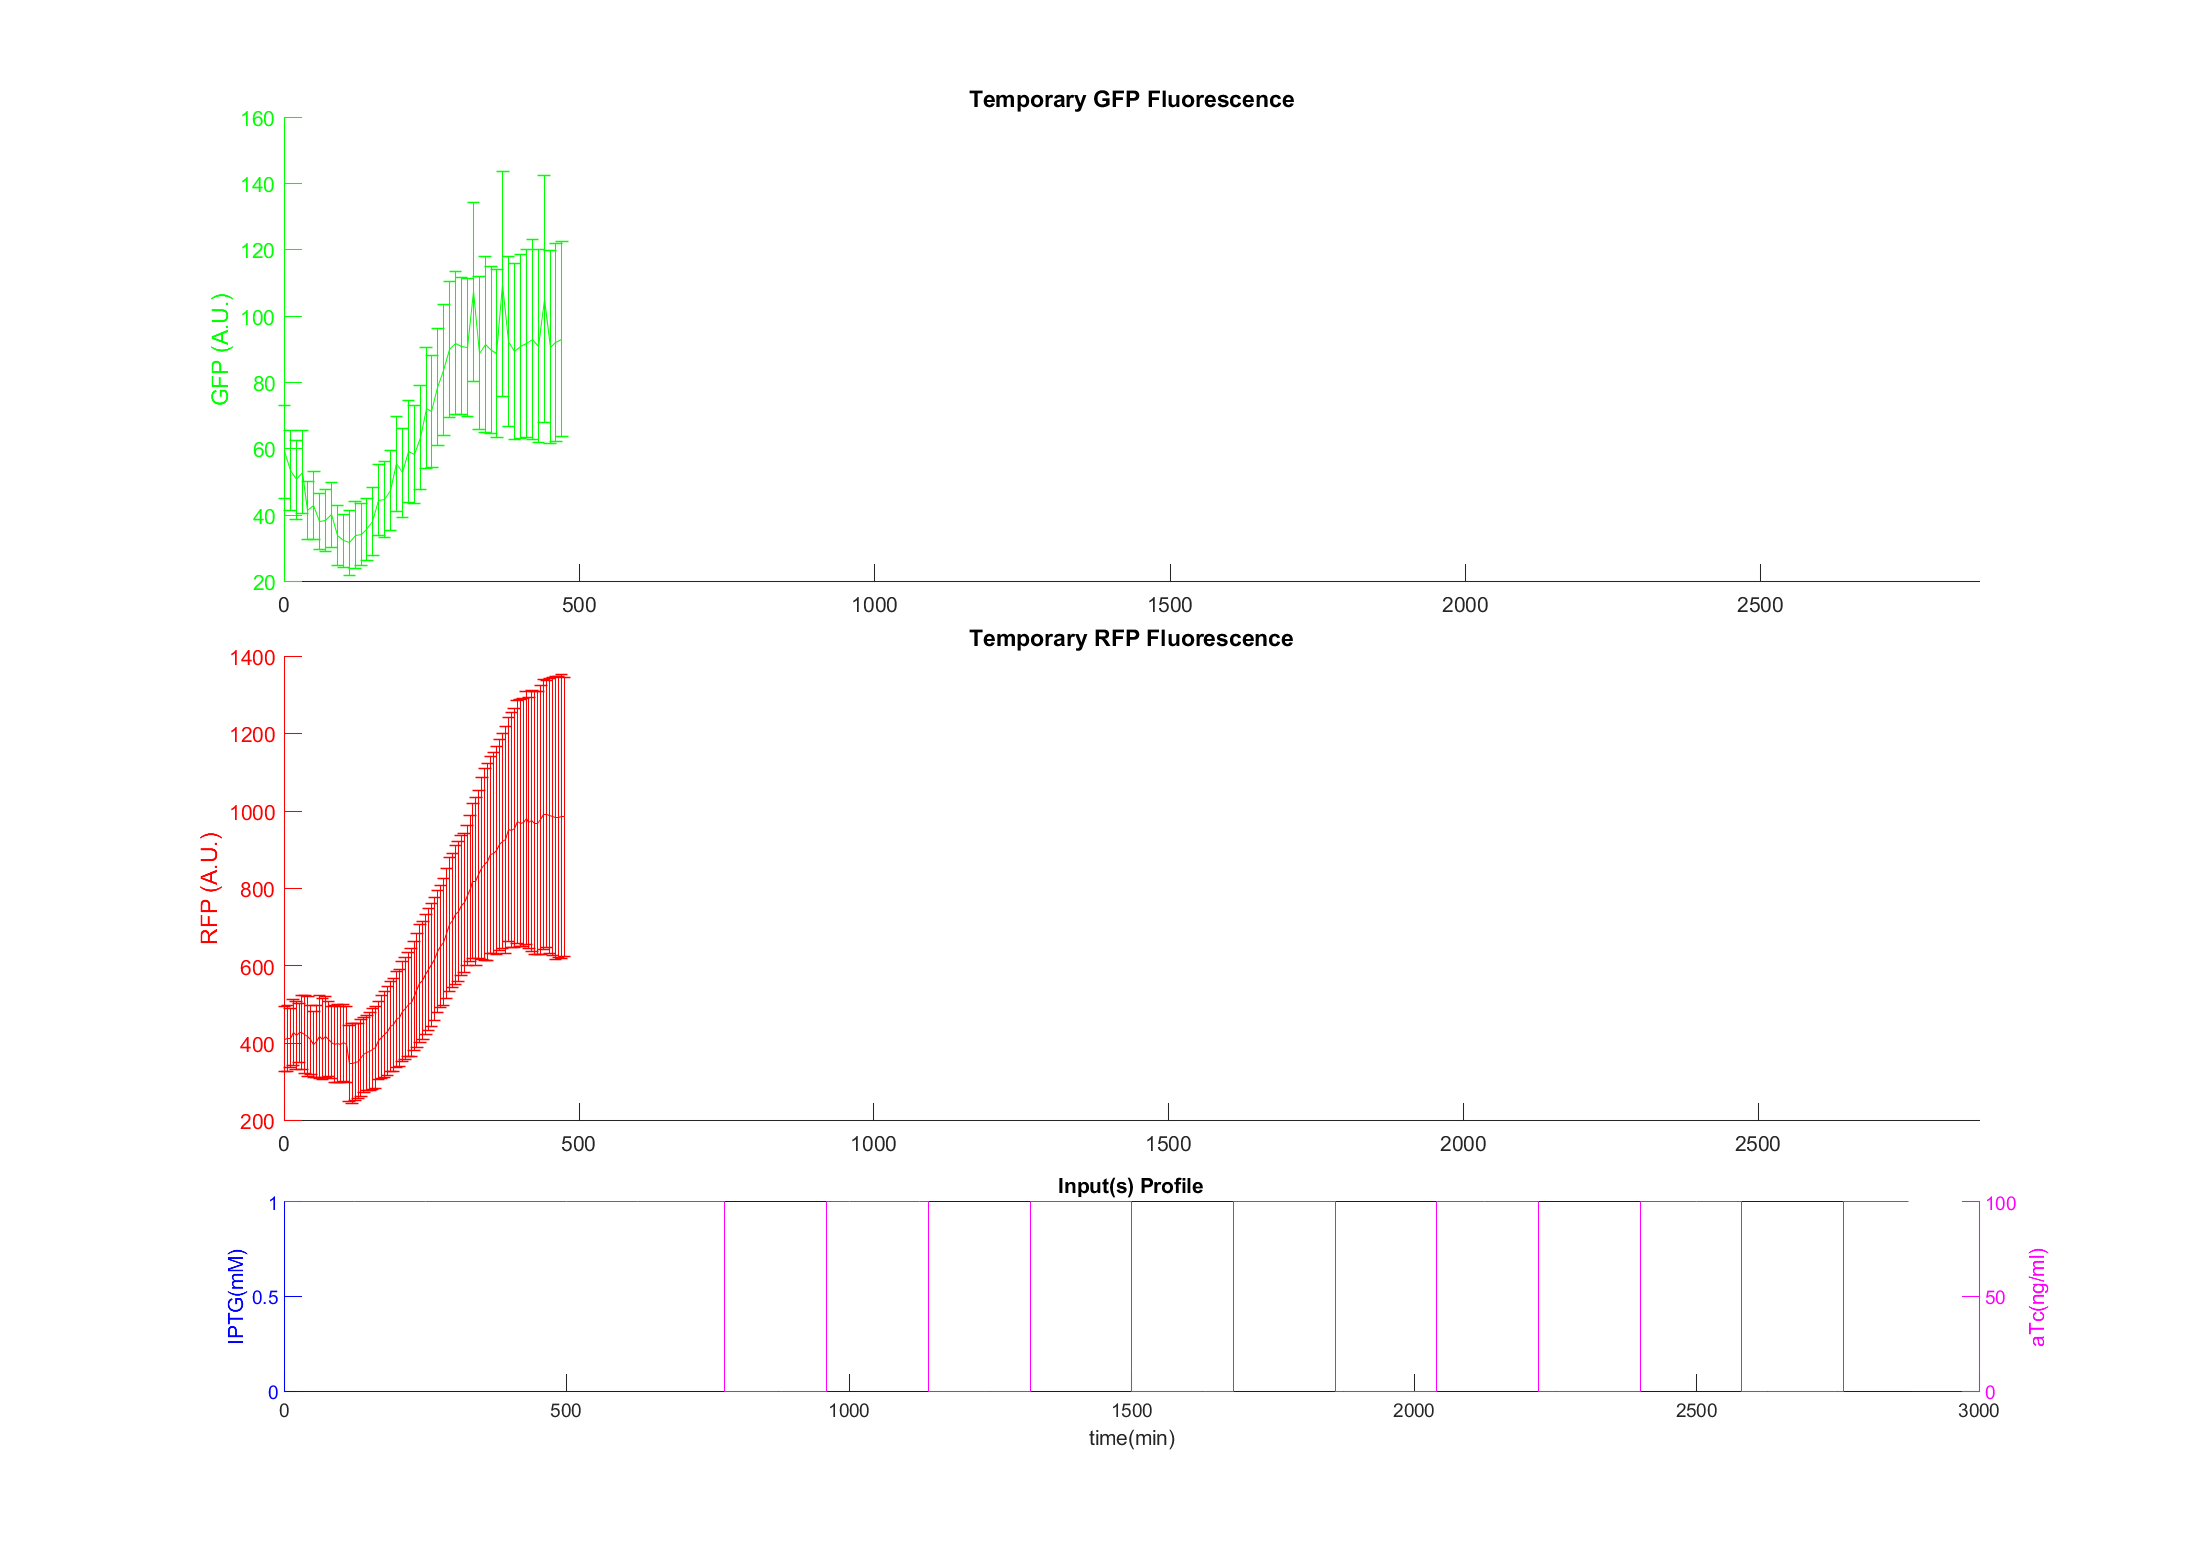 Temporary GFP Fluorescence
160
140
120
100
80
60
40
20
GFP (A.U.)
0 500 1000 1500 2000 2500
Temporary RFP Fluorescence
1400
1200
1000
800
600
400
200
RFP (A.U.)
0 500 1000 1500 2000 2500
Input(s) Profile
1
0.5
0
IPTG(mM)
100
50
0
aTc(ng/ml)
0 500 1000 1500 2000 2500 3000
time(min)